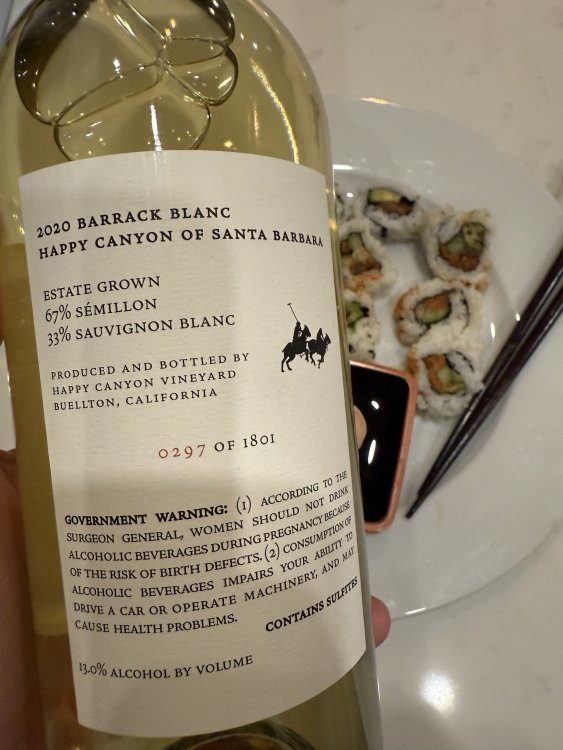 2020 BARRACK BLANC
HAPPY CANYON OF SANTA BARBARA
ESTATE GROWN
67% SÉMILLON
33% SAUVIGNON BLANC
PRODUCED AND BOTTLED BY
HAPPY CANYON VINEYARD
BUELLTON, CALIFORNIA
0297 OF 1801
GOVERNMENT WARNING: (1) ACCORDING TO THE
SURGEON GENERAL, WOMEN SHOULD NOT DRINK
ALCOHOLIC BEVERAGES DURING PREGNANCY BECAUSE
OF THE RISK OF BIRTH DEFECTS. (2) CONSUMPTION OF
ALCOHOLIC BEVERAGES IMPAIRS YOUR ABILITY TO
DRIVE A CAR OR OPERATE MACHINERY, AND MAY
CAUSE HEALTH PROBLEMS.
CONTAINS SULFITES
13.0% ALCOHOL BY VOLUME